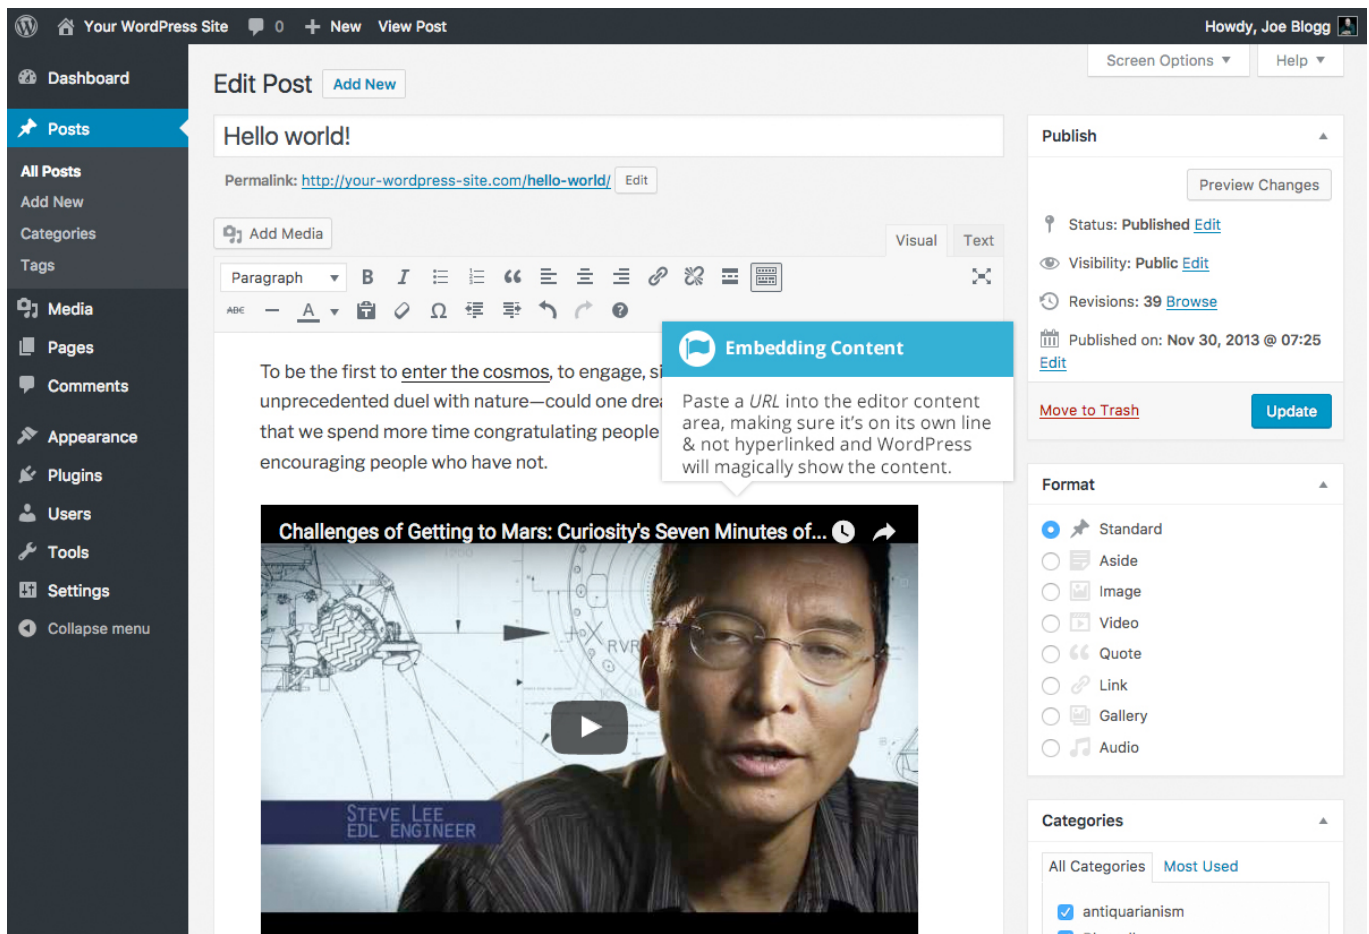 Your WordPress Site
0
New
View Post
Howdy, Joe Blogg
Dashboard
Posts
All Posts
Add New
Categories
Tags
Media
Pages
Comments
Appearance
Plugins
Users
Tools
Settings
Collapse menu
Screen Options
Help
Edit Post
Add New
Hello world!
Permalink: http://your-wordpress-site.com/hello-world/
Edit
Add Media
Visual
Text
Paragraph
B
I
ABC
A
T
Ω
?
Embedding Content
Paste a URL into the editor content
area, making sure it's on its own line
& not hyperlinked and WordPress
will magically show the content.
To be the first to enter the cosmos, to engage,
unprecedented duel with nature—could one
that we spend more time congratulating people
encouraging people who have not.
Challenges of Getting to Mars: Curiosity's Seven Minutes of...
1200
RVR
STEVE LEE
EDL ENGINEER
Publish
Preview Changes
Status: Published Edit
Visibility: Public Edit
Revisions: 39 Browse
Published on: Nov 30, 2013 @ 07:25
Edit
Move to Trash
Update
Format
Standard
Aside
Image
Video
Quote
Link
Gallery
Audio
Categories
All Categories
Most Used
antiquarianism